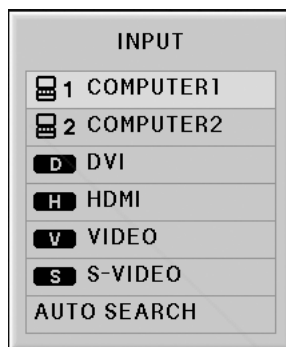 INPUT
1 COMPUTER1
2 COMPUTER2
D DVI
H HDMI
V VIDEO
S S-VIDEO
AUTO SEARCH